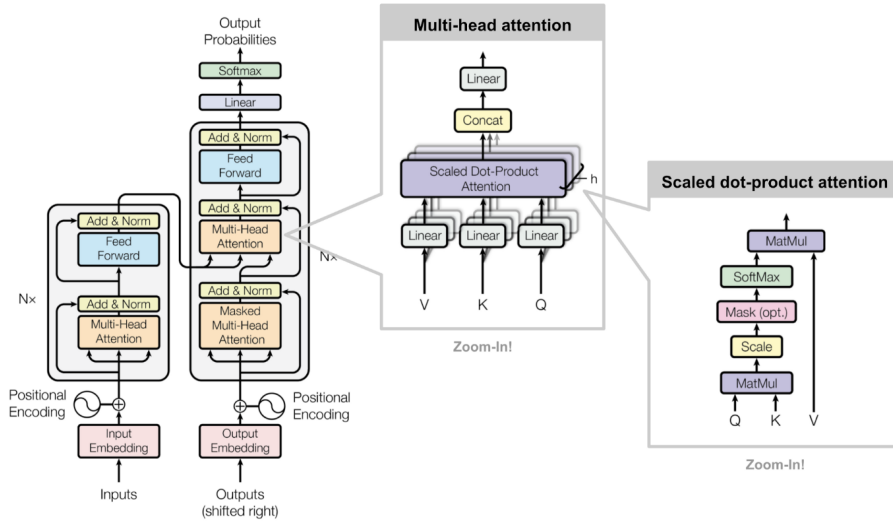 Output
Probabilities
Softmax
Linear
Add & Norm
Feed
Forward
Add & Norm
Multi-Head
Attention
Add & Norm
Masked
Multi-Head
Attention
N×
Add & Norm
Feed
Forward
N×
Add & Norm
Multi-Head
Attention
Positional
Encoding
Positional
Encoding
Input
Embedding
Output
Embedding
Inputs
Outputs
(shifted right)
Multi-head attention
Linear
Concat
Scaled Dot-Product
Attention
h
Linear
Linear
Linear
V
K
Q
Zoom-In!
Scaled dot-product attention
MatMul
SoftMax
Mask (opt.)
Scale
MatMul
Q
K
V
Zoom-In!